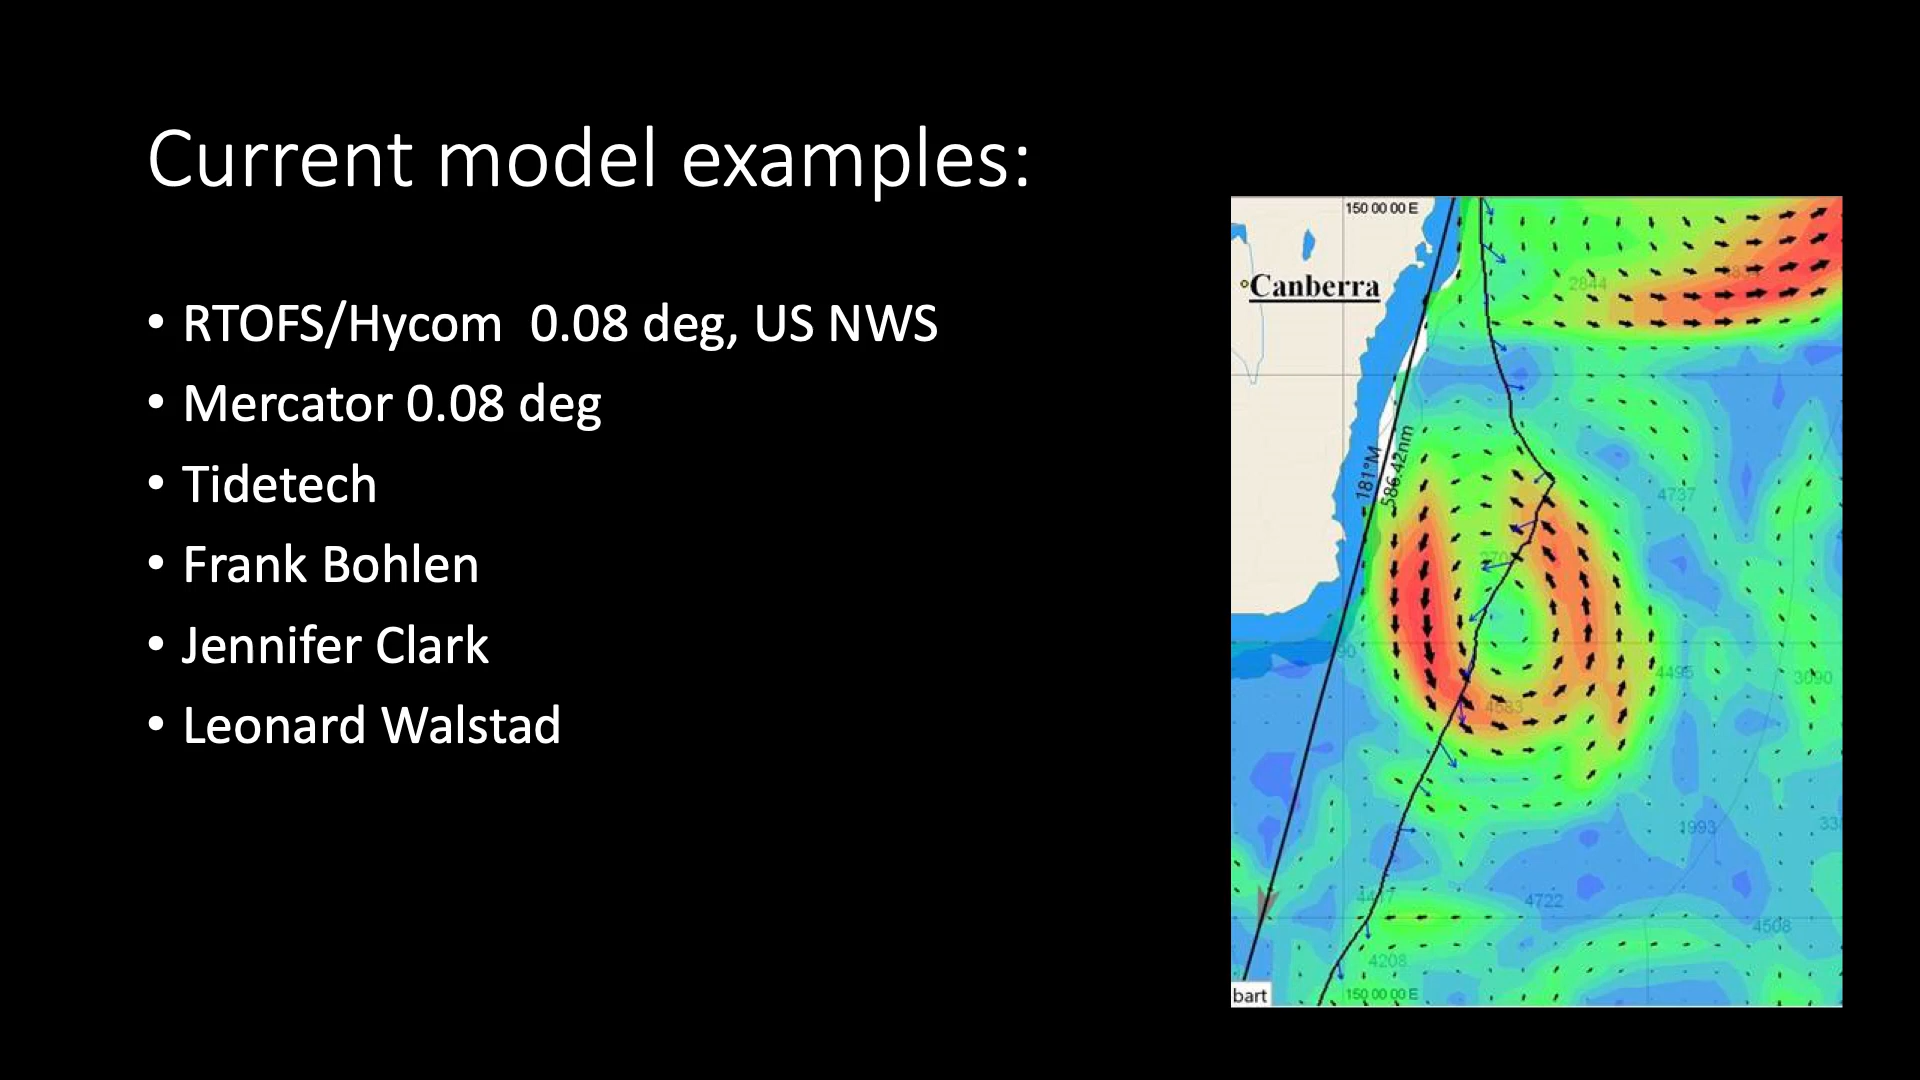 Current model examples:
• RTOFS/Hycom 0.08 deg, US NWS
• Mercator 0.08 deg
• Tidetech
• Frank Bohlen
• Jennifer Clark
• Leonard Walstad
150 00 00 E
Canberra
2844
181°M
586.42nm
4737
4495
3090
4683
1993
4722
4508
4208
bart
150 00 00 E